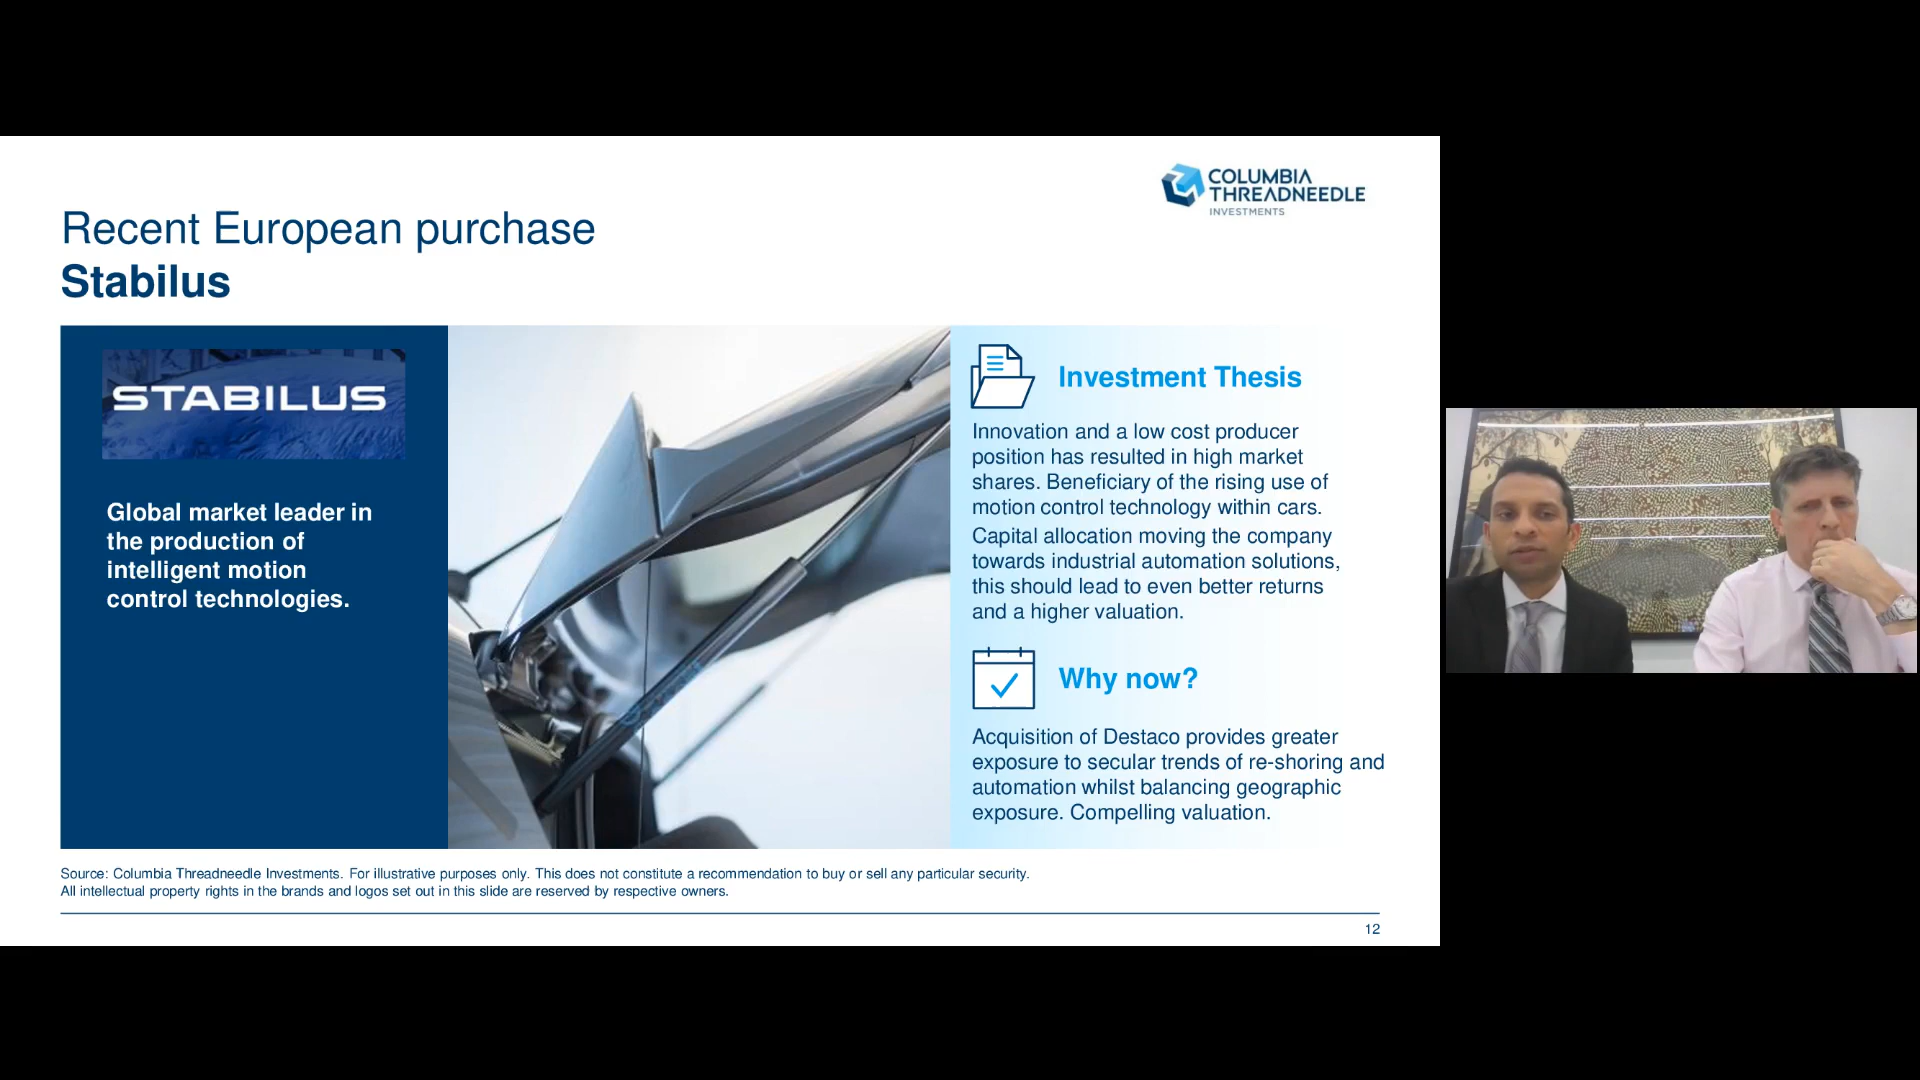 COLUMBIA
THREADNEEDLE
INVESTMENTS
Recent European purchase
Stabilus
STABILUS
Global market leader in
the production of
intelligent motion
control technologies.
Investment Thesis
Innovation and a low cost producer
position has resulted in high market
shares. Beneficiary of the rising use of
motion control technology within cars.
Capital allocation moving the company
towards industrial automation solutions,
this should lead to even better returns
and a higher valuation.
Why now?
Acquisition of Destaco provides greater
exposure to secular trends of re-shoring and
automation whilst balancing geographic
exposure. Compelling valuation.
Source: Columbia Threadneedle Investments. For illustrative purposes only. This does not constitute a recommendation to buy or sell any particular security.
All intellectual property rights in the brands and logos set out in this slide are reserved by respective owners.
12